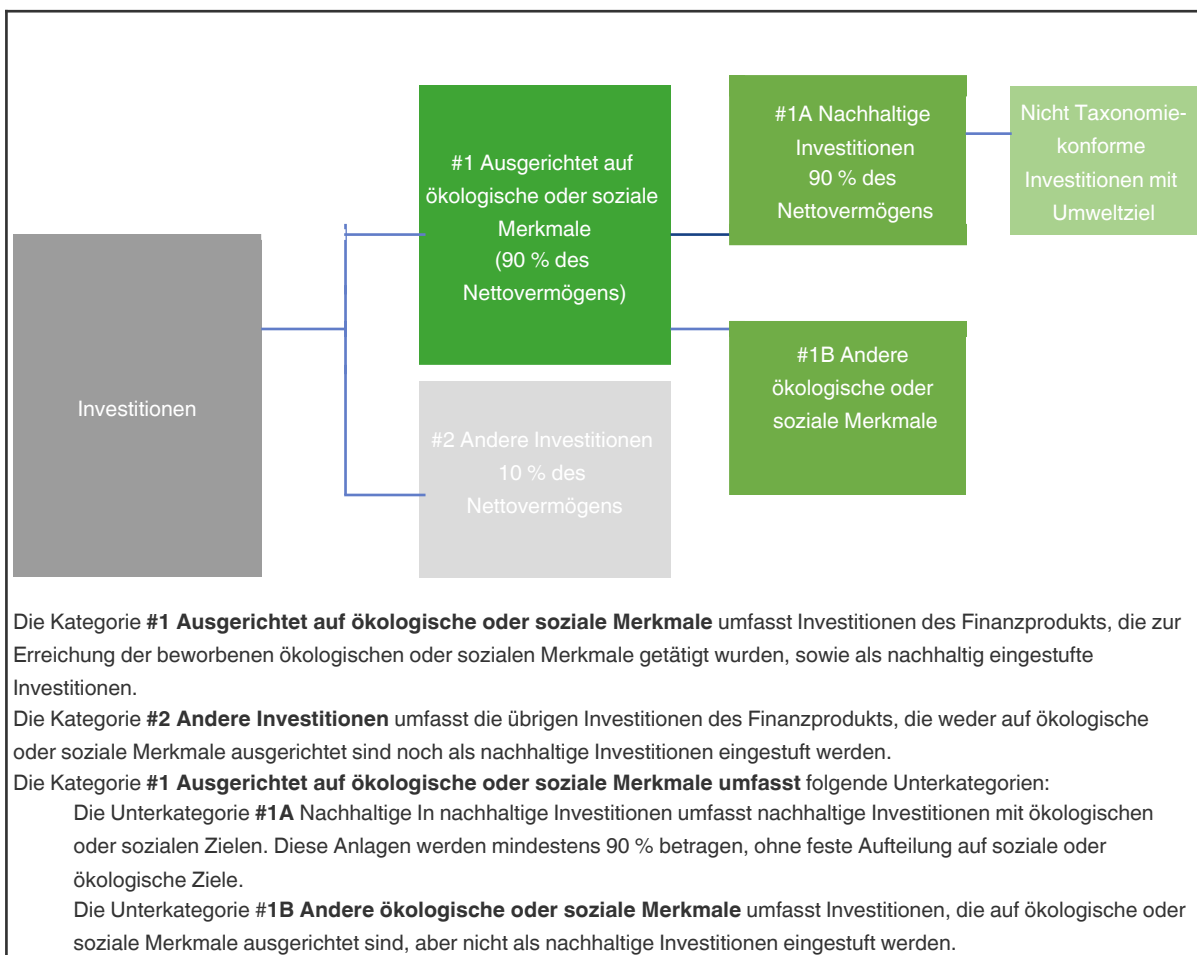 Investitionen
#1 Ausgerichtet auf
ökologische oder soziale
Merkmale
(90 % des
Nettovermögens)
#2 Andere Investitionen
10 % des
Nettovermögens
#1A Nachhaltige
Investitionen
90 % des
Nettovermögens
#1B Andere
ökologische oder
soziale Merkmale
Nicht Taxonomie-
konforme
Investitionen mit
Umweltziel
Die Kategorie #1 Ausgerichtet auf ökologische oder soziale Merkmale umfasst Investitionen des Finanzprodukts, die zur
Erreichung der beworbenen ökologischen oder sozialen Merkmale getätigt wurden, sowie als nachhaltig eingestufte
Investitionen.
Die Kategorie #2 Andere Investitionen umfasst die übrigen Investitionen des Finanzprodukts, die weder auf ökologische
oder soziale Merkmale ausgerichtet sind noch als nachhaltige Investitionen eingestuft werden.
Die Kategorie #1 Ausgerichtet auf ökologische oder soziale Merkmale umfasst folgende Unterkategorien:
Die Unterkategorie #1A Nachhaltige In nachhaltige Investitionen umfasst nachhaltige Investitionen mit ökologischen
oder sozialen Zielen. Diese Anlagen werden mindestens 90 % betragen, ohne feste Aufteilung auf soziale oder
ökologische Ziele.
Die Unterkategorie #1B Andere ökologische oder soziale Merkmale umfasst Investitionen, die auf ökologische oder
soziale Merkmale ausgerichtet sind, aber nicht als nachhaltige Investitionen eingestuft werden.